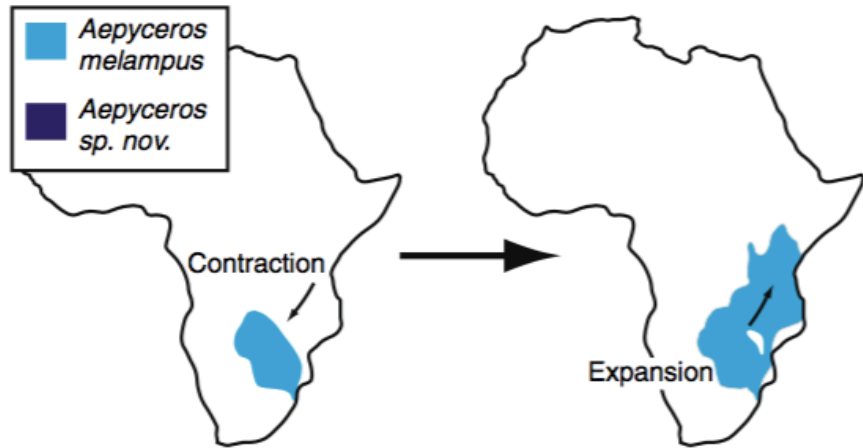 Aepyceros
melampus
Aepyceros
sp. nov.
Contraction
Expansion